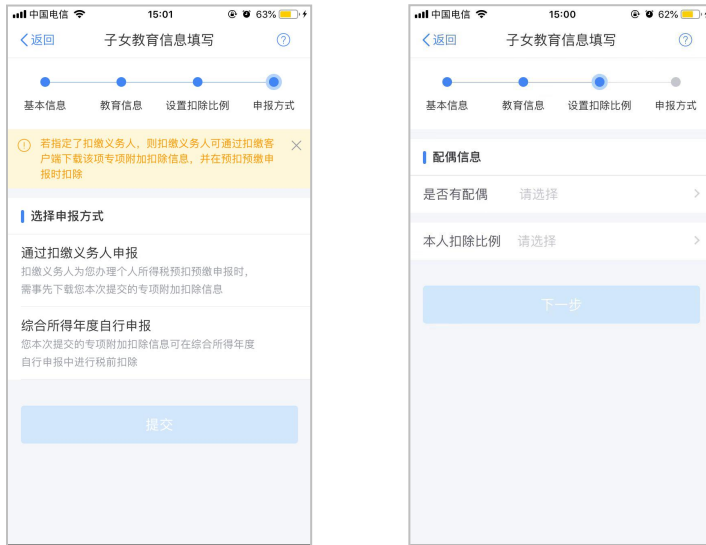 中国电信 15:01 63%
返回 子女教育信息填写 ?
基本信息 教育信息 设置扣除比例 申报方式
若指定了扣缴义务人，则扣缴义务人可通过扣缴客
户端下载该项专项附加扣除信息，并在预扣预缴申
报时扣除
选择申报方式
通过扣缴义务人申报
扣缴义务人为您办理个人所得税预扣预缴申报时，
需事先下载您本次提交的专项附加扣除信息
综合所得年度自行申报
您本次提交的专项附加扣除信息可在综合所得年度
自行申报中进行税前扣除
提交
中国电信 15:00 62%
返回 子女教育信息填写 ?
基本信息 教育信息 设置扣除比例 申报方式
配偶信息
是否有配偶 请选择
本人扣除比例 请选择
下一步